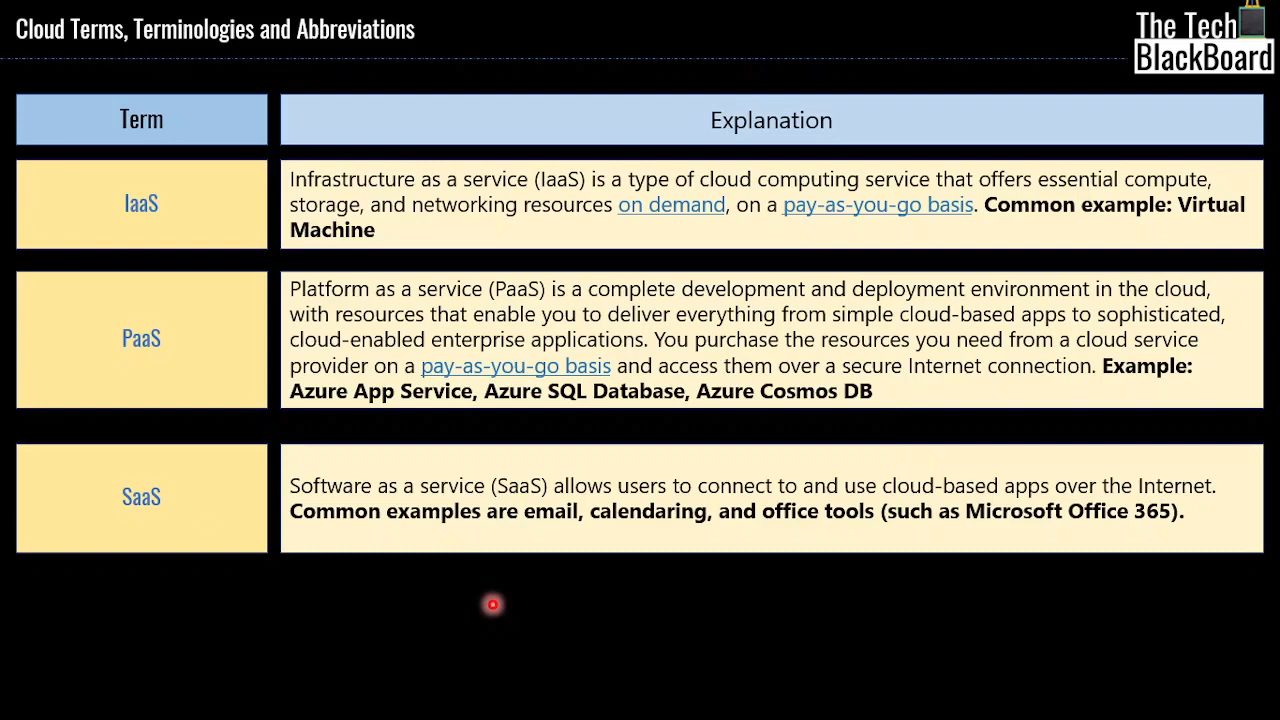 Cloud Terms, Terminologies and Abbreviations
The Tech
BlackBoard
Term
Explanation
IaaS
Infrastructure as a service (IaaS) is a type of cloud computing service that offers essential compute,
storage, and networking resources on demand, on a pay-as-you-go basis. Common example: Virtual
Machine
PaaS
Platform as a service (PaaS) is a complete development and deployment environment in the cloud,
with resources that enable you to deliver everything from simple cloud-based apps to sophisticated,
cloud-enabled enterprise applications. You purchase the resources you need from a cloud service
provider on a pay-as-you-go basis and access them over a secure Internet connection. Example:
Azure App Service, Azure SQL Database, Azure Cosmos DB
SaaS
Software as a service (SaaS) allows users to connect to and use cloud-based apps over the Internet.
Common examples are email, calendaring, and office tools (such as Microsoft Office 365).